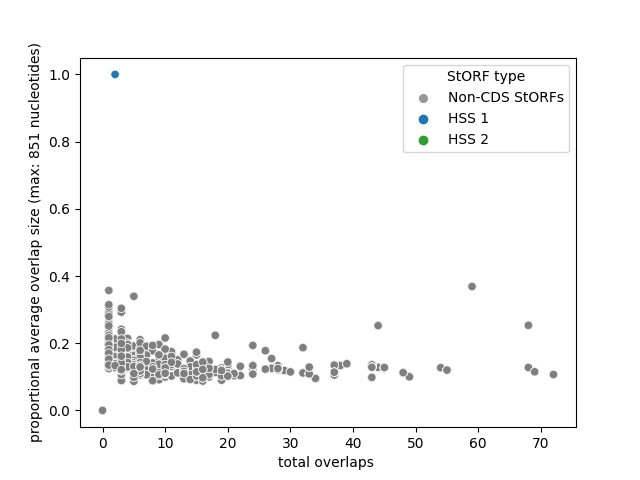 proportional average overlap size (max: 851 nucleotides)
1.0
0.8
0.6
0.4
0.2
0.0
StORF type
Non-CDS StORFs
HSS 1
HSS 2
0 10 20 30 40 50 60 70
total overlaps